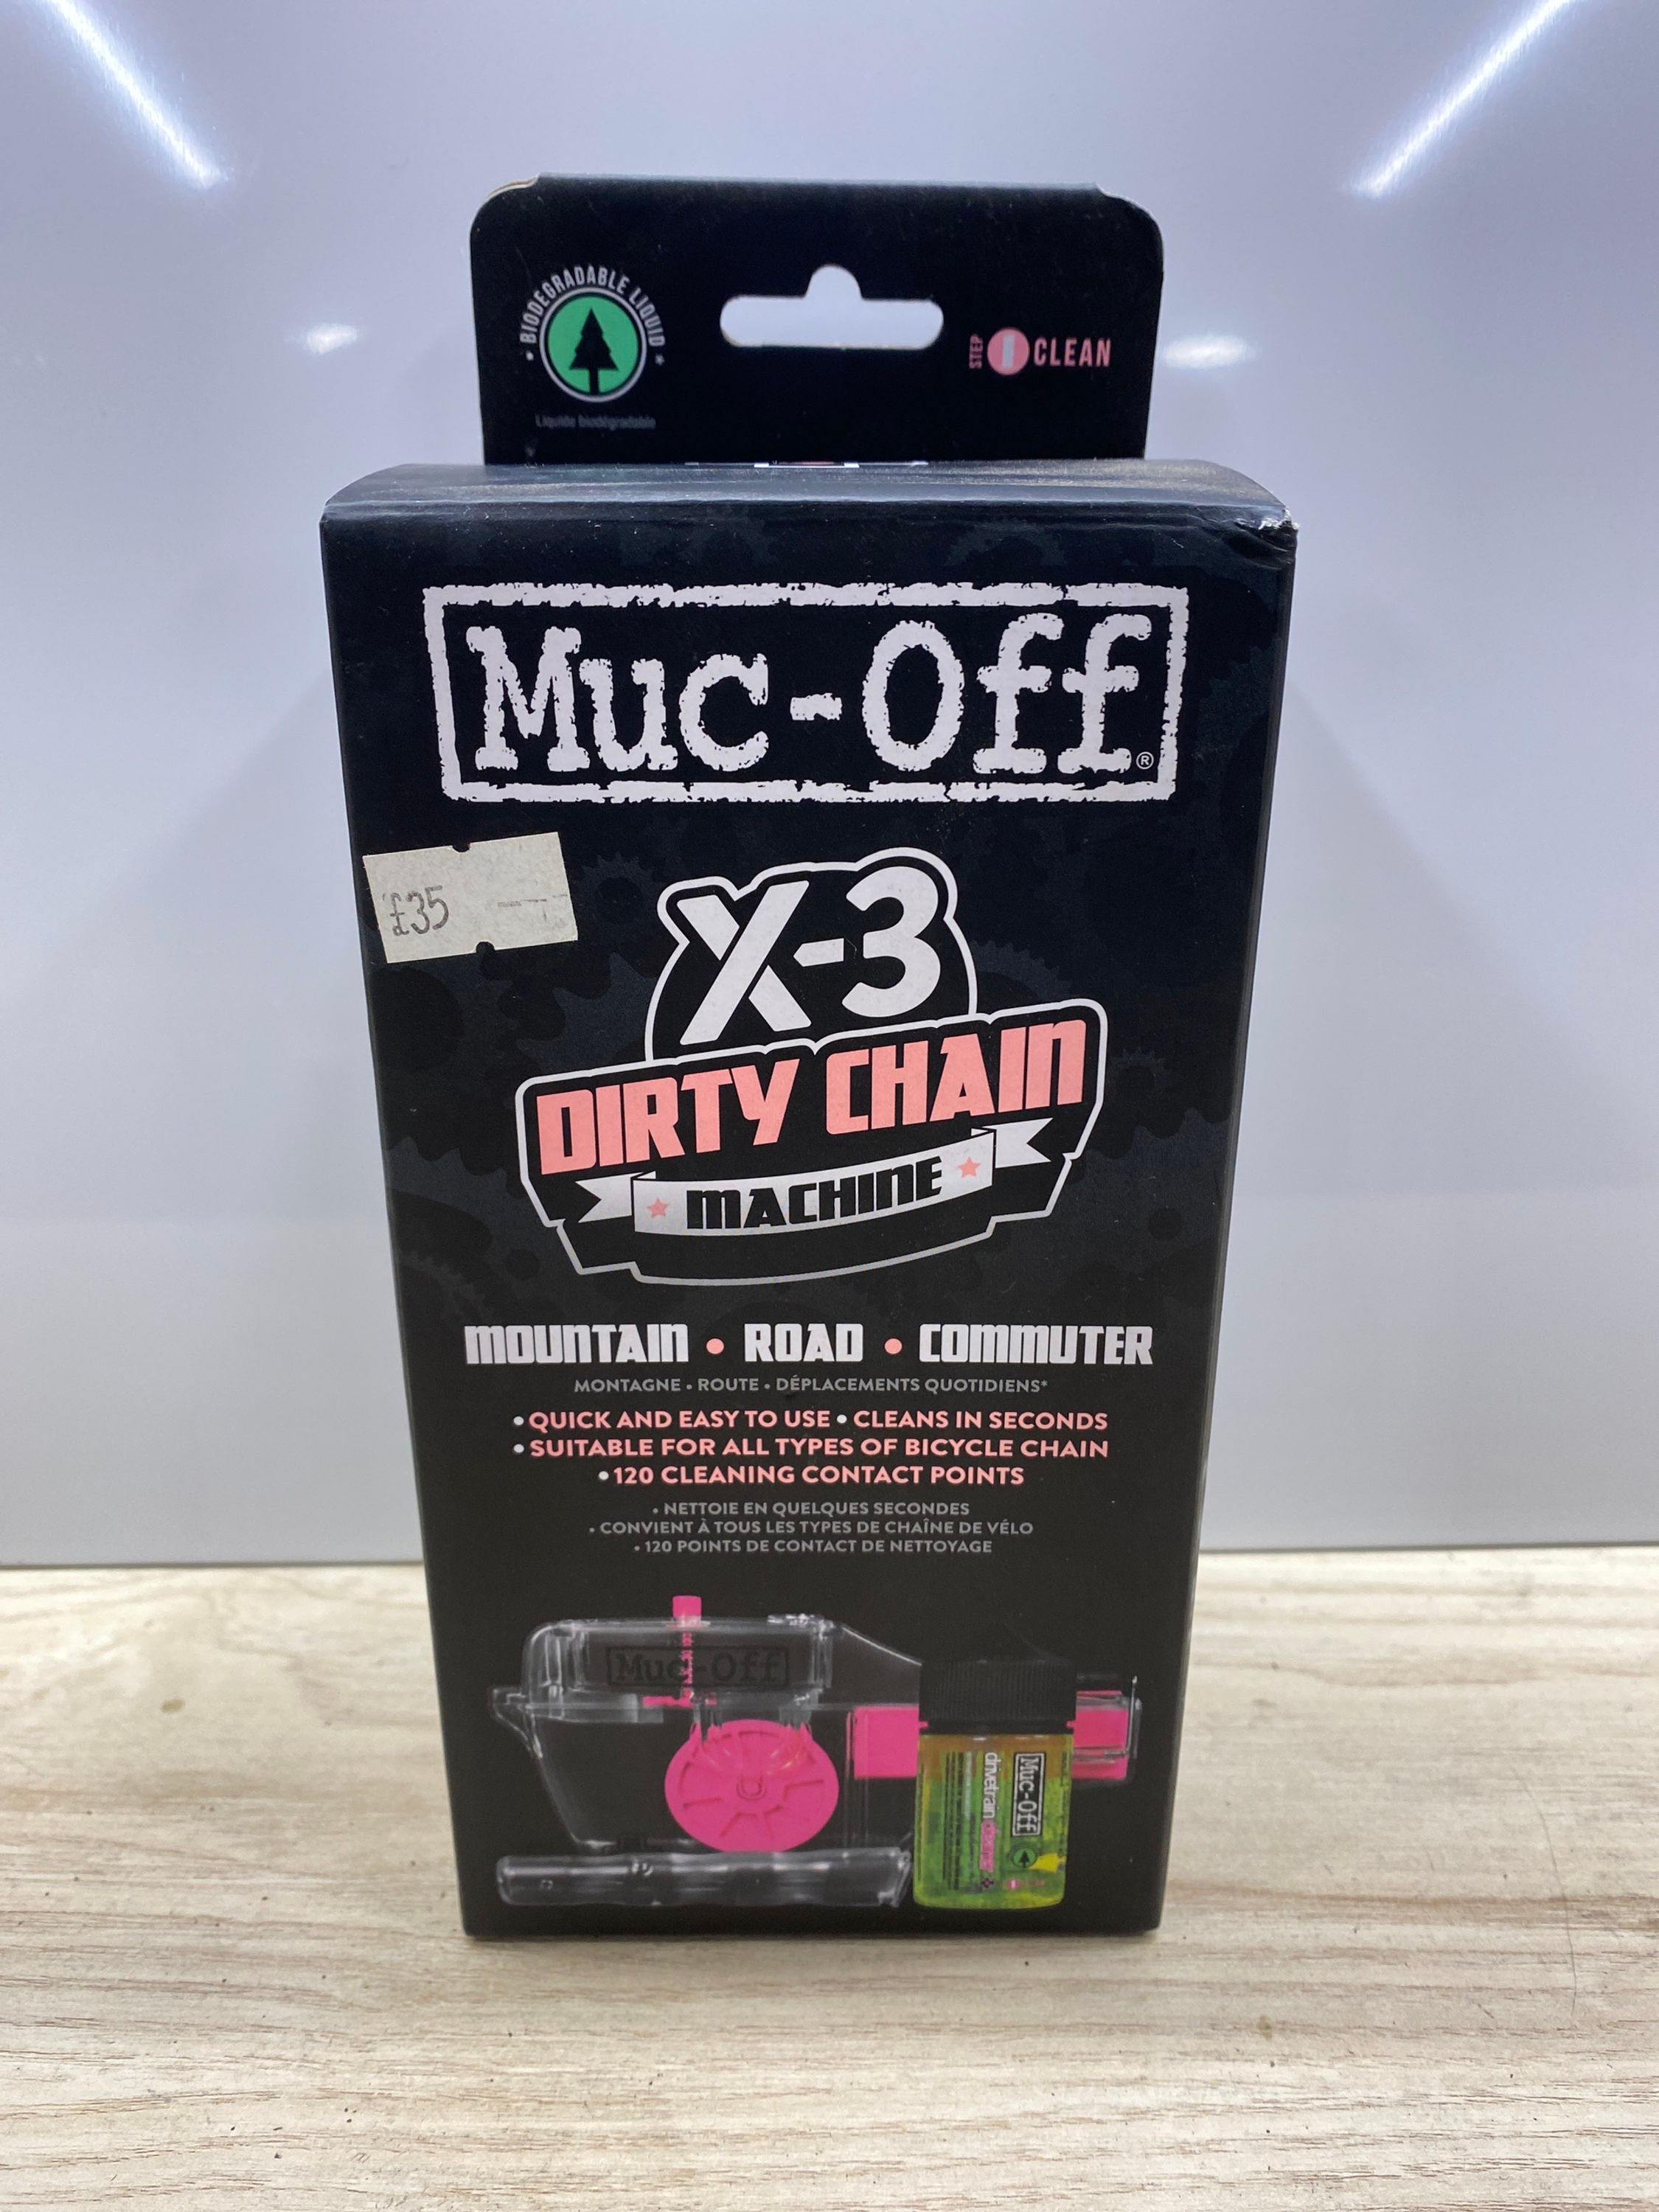 • BIODEGRADABLE LIQUID •
Liquide biodégradable
STEP 1 CLEAN
Muc-Off®
£35
X-3
DIRTY CHAIN
MACHINE
MOUNTAIN • ROAD • COMMUTER
MONTAGNE • ROUTE • DÉPLACEMENTS QUOTIDIENS*
• QUICK AND EASY TO USE • CLEANS IN SECONDS
• SUITABLE FOR ALL TYPES OF BICYCLE CHAIN
• 120 CLEANING CONTACT POINTS
• NETTOIE EN QUELQUES SECONDES
• CONVIENT À TOUS LES TYPES DE CHAÎNE DE VÉLO
• 120 POINTS DE CONTACT DE NETTOYAGE
Muc-Off
Muc-Off
drivetrain cleaner